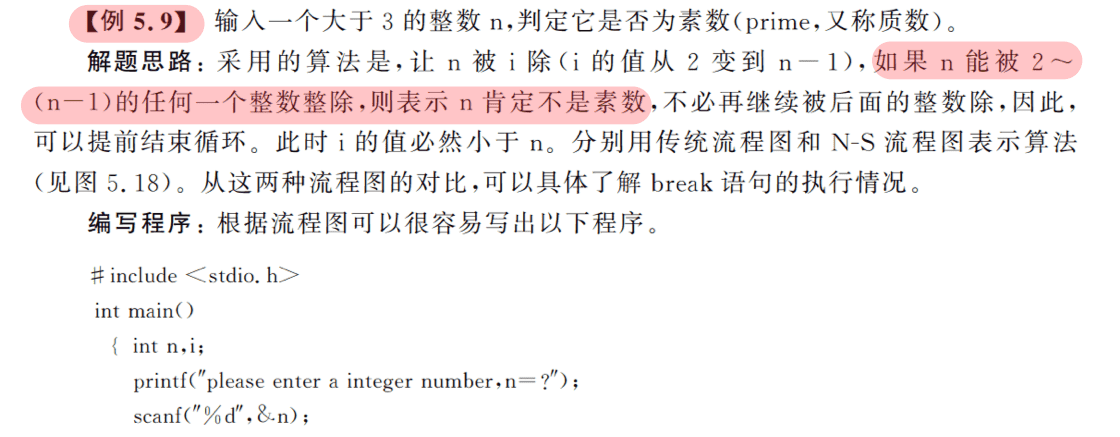 【例 5.9】 输入一个大于 3 的整数 n,判定它是否为素数(prime,又称质数)。
解题思路: 采用的算法是,让 n 被 i 除(i 的值从 2 变到 n-1),如果 n 能被 2～
(n-1)的任何一个整数整除,则表示 n 肯定不是素数,不必再继续被后面的整数除,因此,
可以提前结束循环。此时 i 的值必然小于 n。分别用传统流程图和 N-S 流程图表示算法
(见图 5.18)。从这两种流程图的对比,可以具体了解 break 语句的执行情况。
编写程序: 根据流程图可以很容易写出以下程序。
#include <stdio.h>
int main()
{ int n,i;
printf("please enter a integer number,n=?");
scanf("%d",&n);